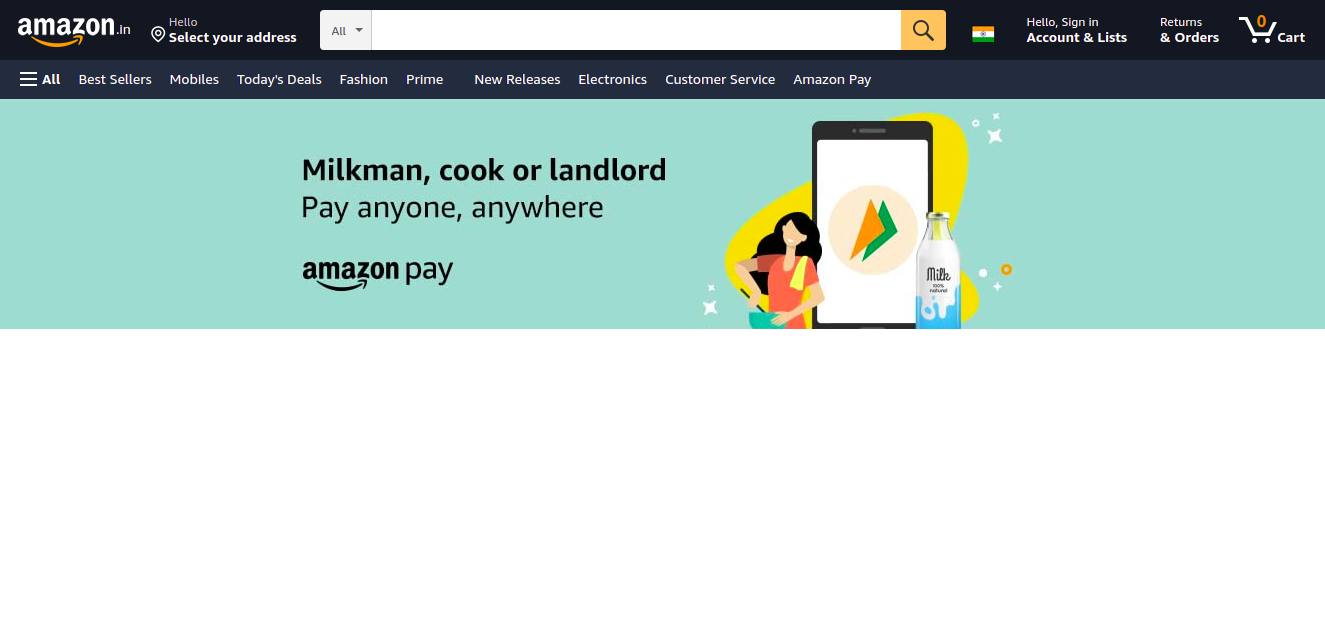 amazon.in
Hello
Select your address
All
Hello, Sign in
Account & Lists
Returns
& Orders
0
Cart
All
Best Sellers
Mobiles
Today's Deals
Fashion
Prime
New Releases
Electronics
Customer Service
Amazon Pay
Milkman, cook or landlord
Pay anyone, anywhere
amazon pay
Milk
100%
natural